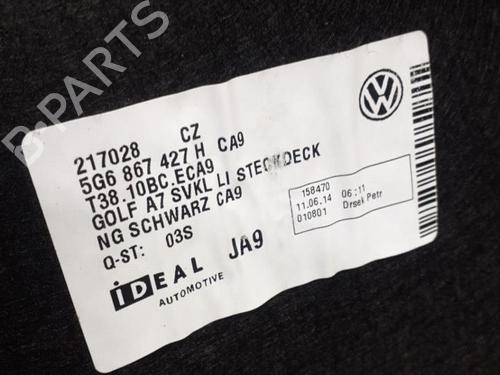 217028 CZ
5G6 867 427 H CA9
T38.10BC.ECA9
GOLF A7 SVKL LI STECKDECK
NG SCHWARZ CA9
Q-ST: 03S
iDEAL JA9
AUTOMOTIVE
158470
11.06.14 06:11
010801 Drsek Petr
B-PARTS